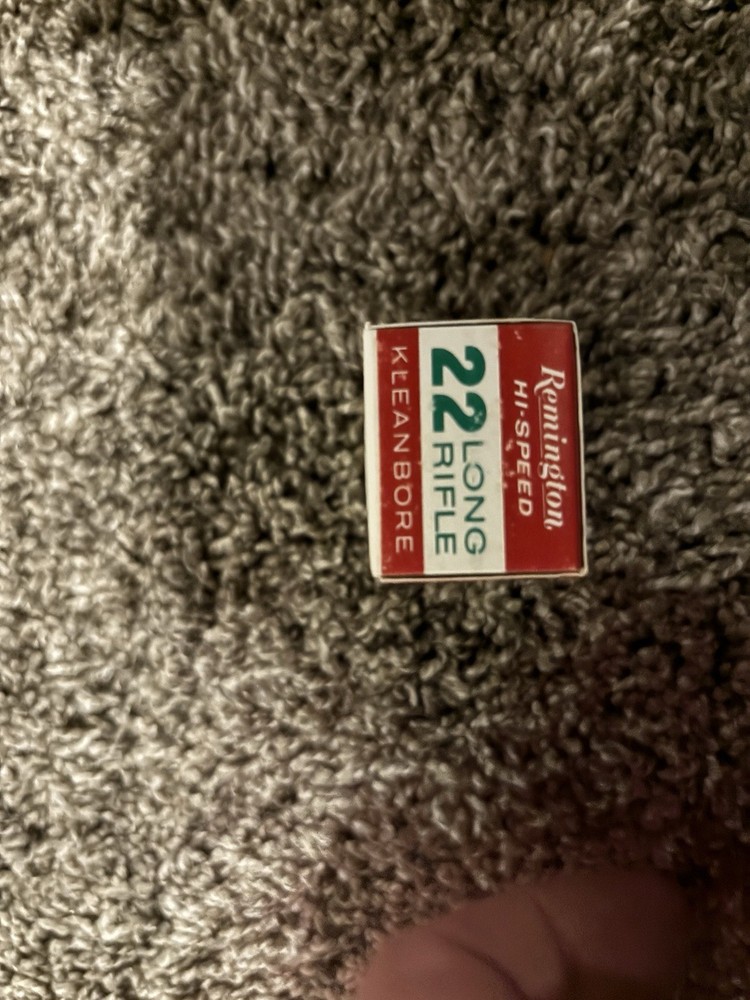 Remington
HI-SPEED
22 LONG
RIFLE
KLEANBORE